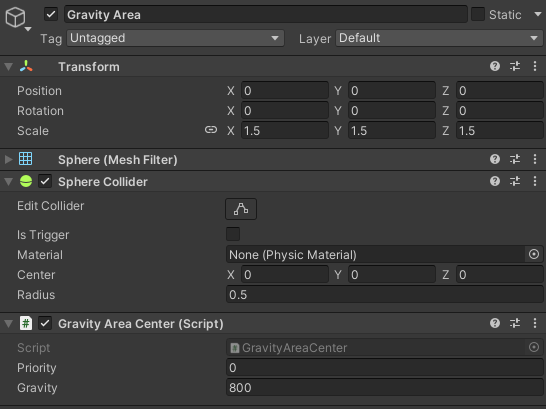 Gravity Area Static
Tag Untagged Layer Default
Transform
Position X 0 Y 0 Z 0
Rotation X 0 Y 0 Z 0
Scale X 1.5 Y 1.5 Z 1.5
Sphere (Mesh Filter)
Sphere Collider
Edit Collider
Is Trigger
Material None (Physic Material)
Center X 0 Y 0 Z 0
Radius 0.5
# Gravity Area Center (Script)
Script # GravityAreaCenter
Priority 0
Gravity 800